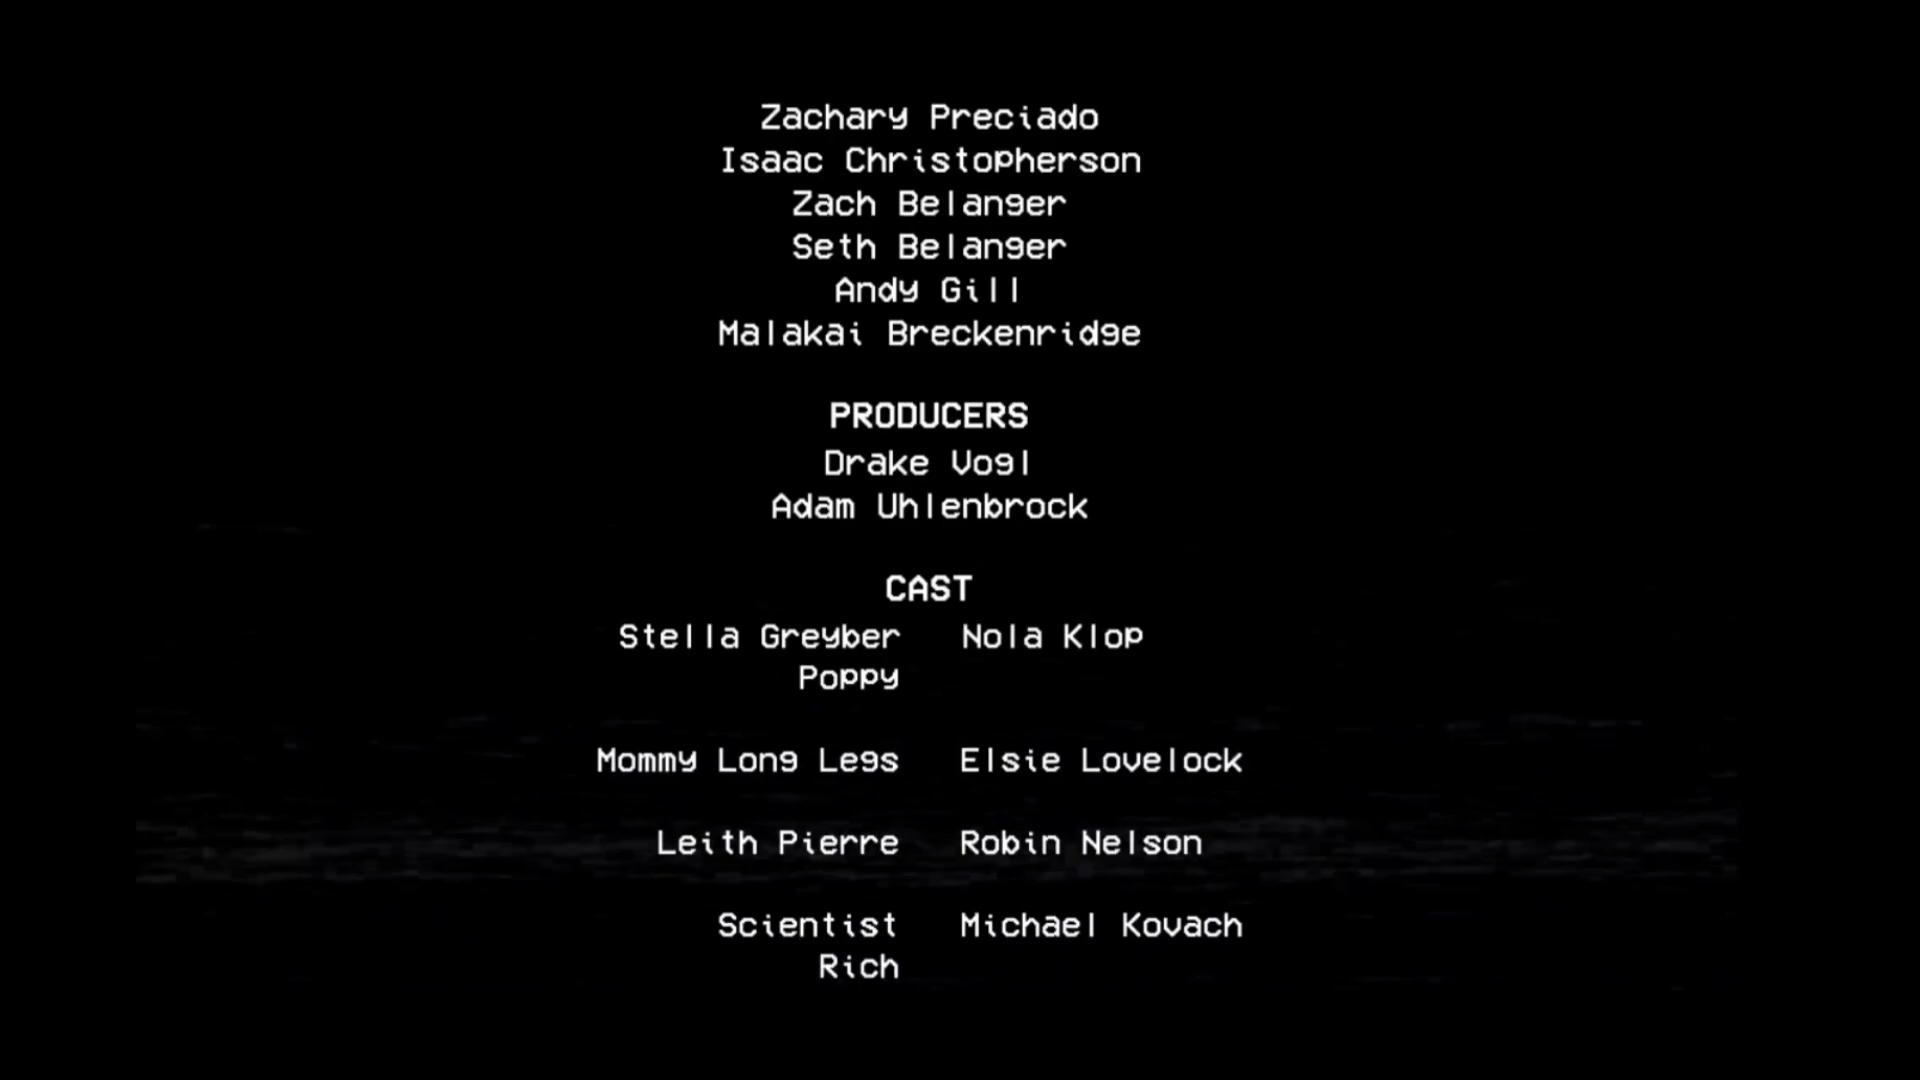 Zachary Preciado
Isaac Christopherson
Zach Belanger
Seth Belanger
Andy Gill
Malakai Breckenridge
PRODUCERS
Drake Vogl
Adam Uhlenbrock
CAST
Stella Greyber Nola Klop
Poppy
Mommy Long Legs Elsie Lovelock
Leith Pierre Robin Nelson
Scientist Michael Kovach
Rich